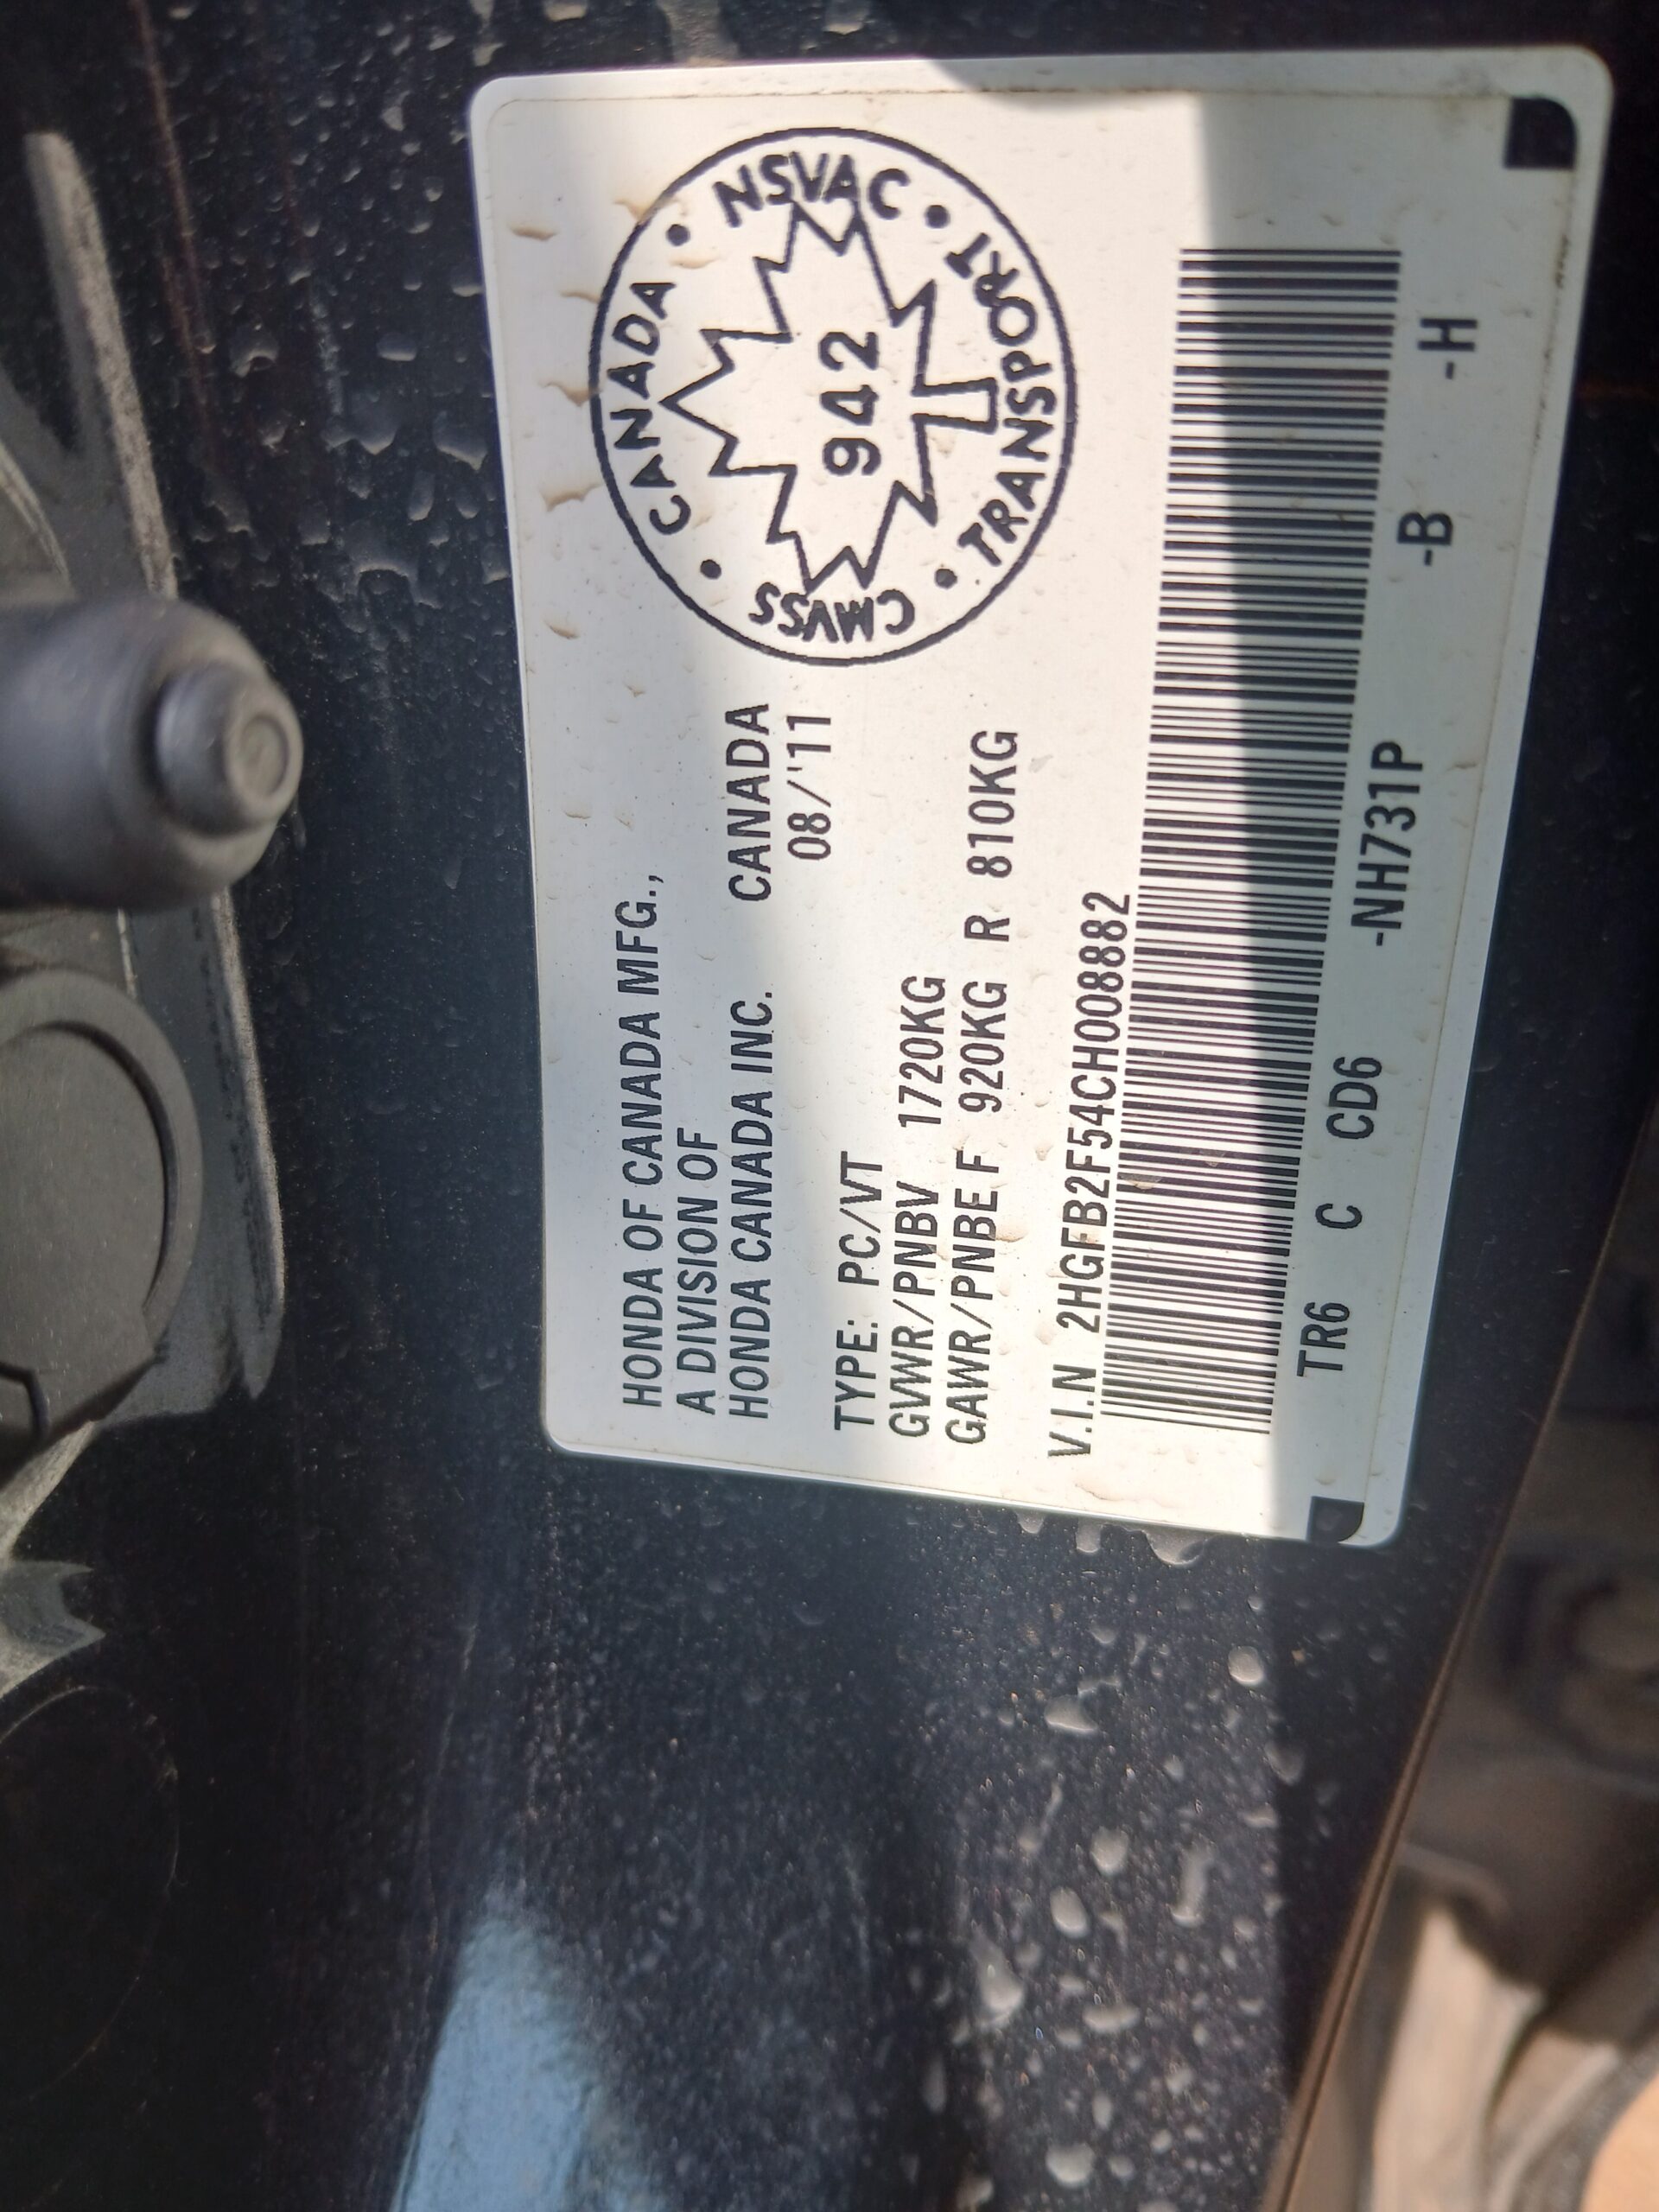 HONDA OF CANADA MFG.,
A DIVISION OF
HONDA CANADA INC. CANADA
08/'11
TYPE: PC/VT
GVWR/PNBV 1720KG
GAWR/PNBE F 920KG R 810KG
V.I.N 2HGFB2F54CH008882
TR6 C CD6 -NH731P -B -H
CANADA • NSVAC • TRANSPORT • CMVSS •
942